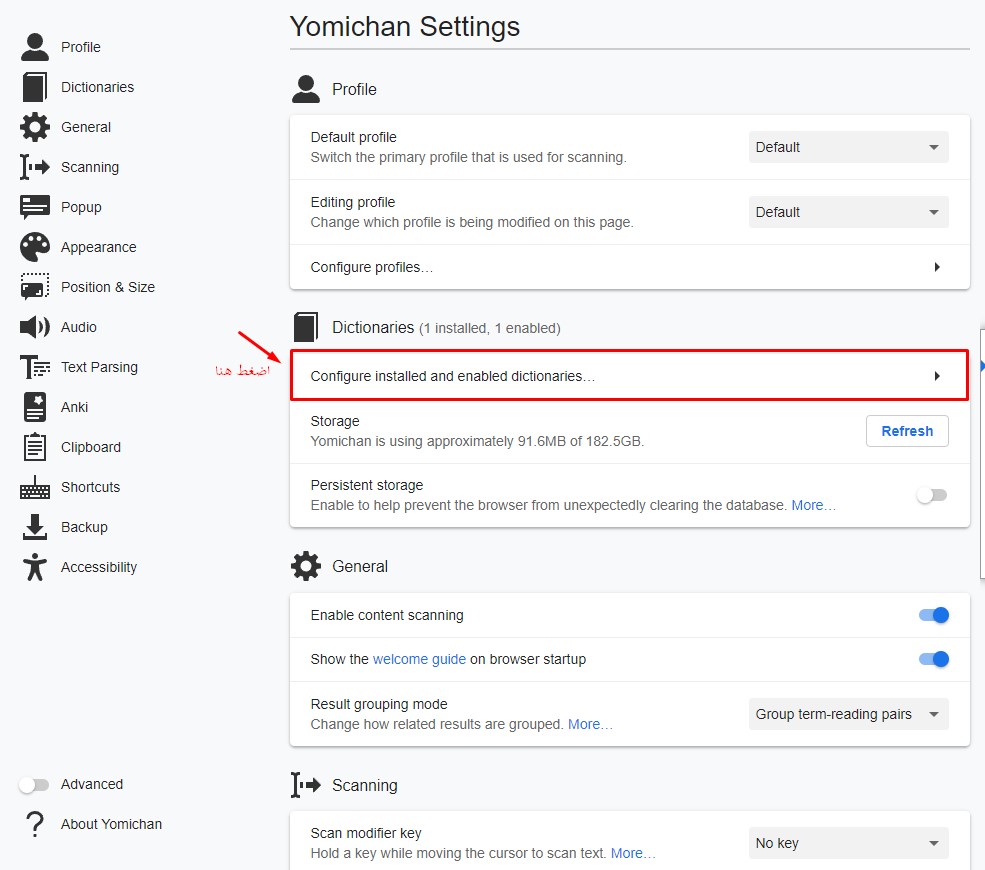 Profile
Dictionaries
General
Scanning
Popup
Appearance
Position & Size
Audio
Text Parsing
Anki
Clipboard
Shortcuts
Backup
Accessibility
Advanced
About Yomichan
Yomichan Settings
Profile
Default profile
Switch the primary profile that is used for scanning.
Default
Editing profile
Change which profile is being modified on this page.
Default
Configure profiles…
Dictionaries (1 installed, 1 enabled)
اضغط هنا
Configure installed and enabled dictionaries…
Storage
Yomichan is using approximately 91.6MB of 182.5GB.
Refresh
Persistent storage
Enable to help prevent the browser from unexpectedly clearing the database. More…
General
Enable content scanning
Show the welcome guide on browser startup
Result grouping mode
Change how related results are grouped. More…
Group term-reading pairs
Scanning
Scan modifier key
Hold a key while moving the cursor to scan text. More…
No key